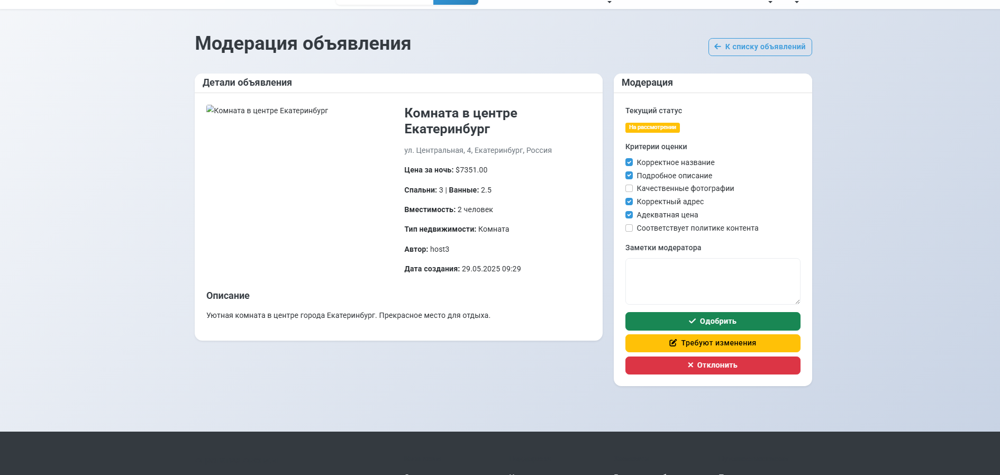 Модерация объявления
К списку объявлений
Детали объявления
Комната в центре Екатеринбург
Комната в центре
Екатеринбург
ул. Центральная, 4, Екатеринбург, Россия
Цена за ночь: $7351.00
Спальни: 3 | Ванные: 2.5
Вместимость: 2 человек
Тип недвижимости: Комната
Автор: host3
Дата создания: 29.05.2025 09:29
Описание
Уютная комната в центре города Екатеринбург. Прекрасное место для отдыха.
Модерация
Текущий статус
На рассмотрении
Критерии оценки
Корректное название
Подробное описание
Качественные фотографии
Корректный адрес
Адекватная цена
Соответствует политике контента
Заметки модератора
Одобрить
Требуют изменения
Отклонить